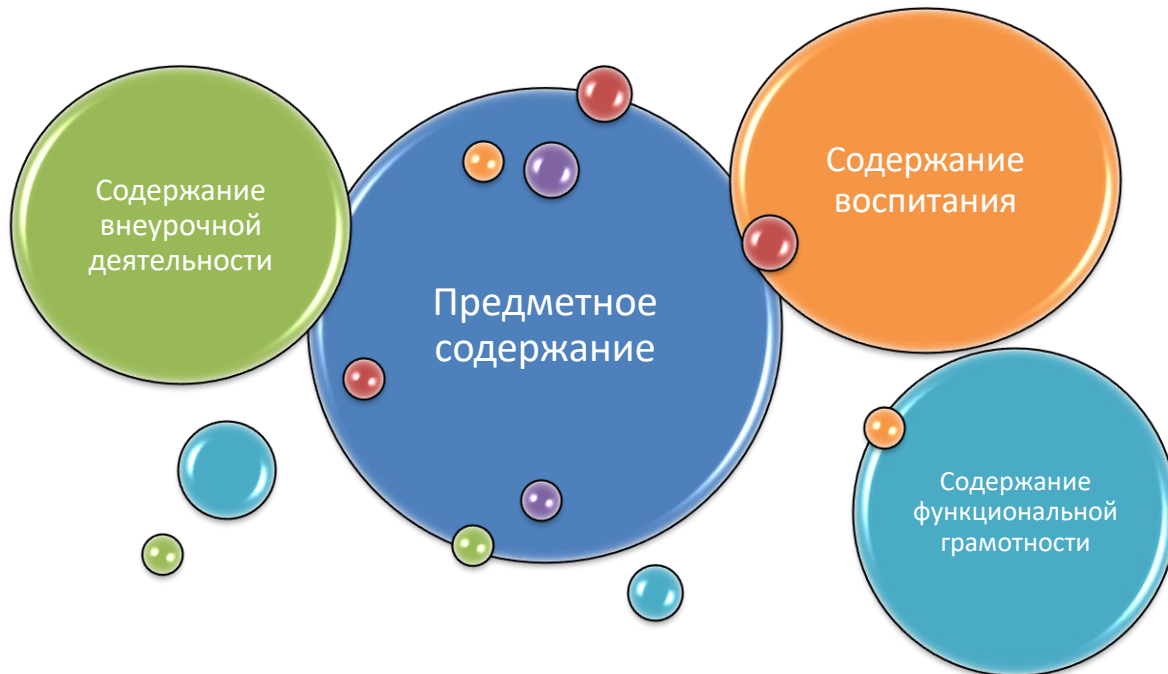 Содержание
внеурочной
деятельности
Предметное
содержание
Содержание
воспитания
Содержание
функциональной
грамотности